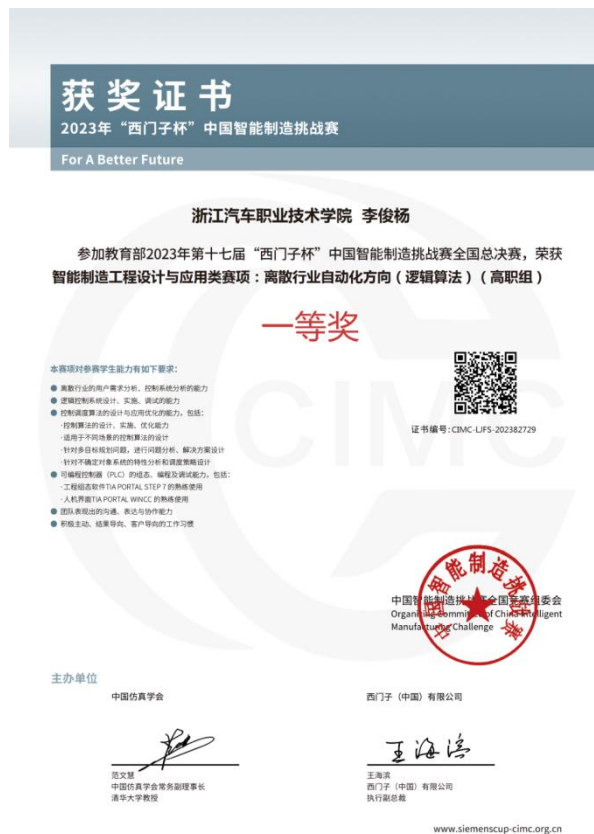 获奖证书
2023年“西门子杯”中国智能制造挑战赛
For A Better Future
浙江汽车职业技术学院 李俊杨
参加教育部2023年第十七届“西门子杯”中国智能制造挑战赛全国总决赛，荣获
智能制造工程设计与应用类赛项：离散行业自动化方向（逻辑算法）（高职组）
一等奖
本赛项对参赛学生能力有如下要求：
离散行业的用户需求分析、控制系统分析的能力
逻辑控制系统设计、实施、调试的能力
控制调度算法的设计与应用优化的能力，包括：
·控制算法的设计、实施、优化能力
·适用于不同场景的控制算法的设计
·针对多目标规划问题，进行问题分析、解决方案设计
·针对不确定对象系统的特性分析和调度策略设计
可编程控制器（PLC）的组态、编程及调试能力，包括：
·工程组态软件TIA PORTAL STEP 7 的熟练使用
·人机界面TIA PORTAL WINCC 的熟练使用
团队表现出的沟通、表达与协作能力
积极主动、结果导向、客户导向的工作习惯
证书编号：CIMC-LJFS-202382729
CIMC
中国智能制造挑战赛
中国智能制造挑战赛全国竞赛组委会
Organizing Committee of China Intelligent
Manufacturing Challenge
主办单位
中国仿真学会
西门子（中国）有限公司
王海滨
范文慧
中国仿真学会常务副理事长
清华大学教授
王海滨
西门子（中国）有限公司
执行副总裁
www.siemenscup-cimc.org.cn